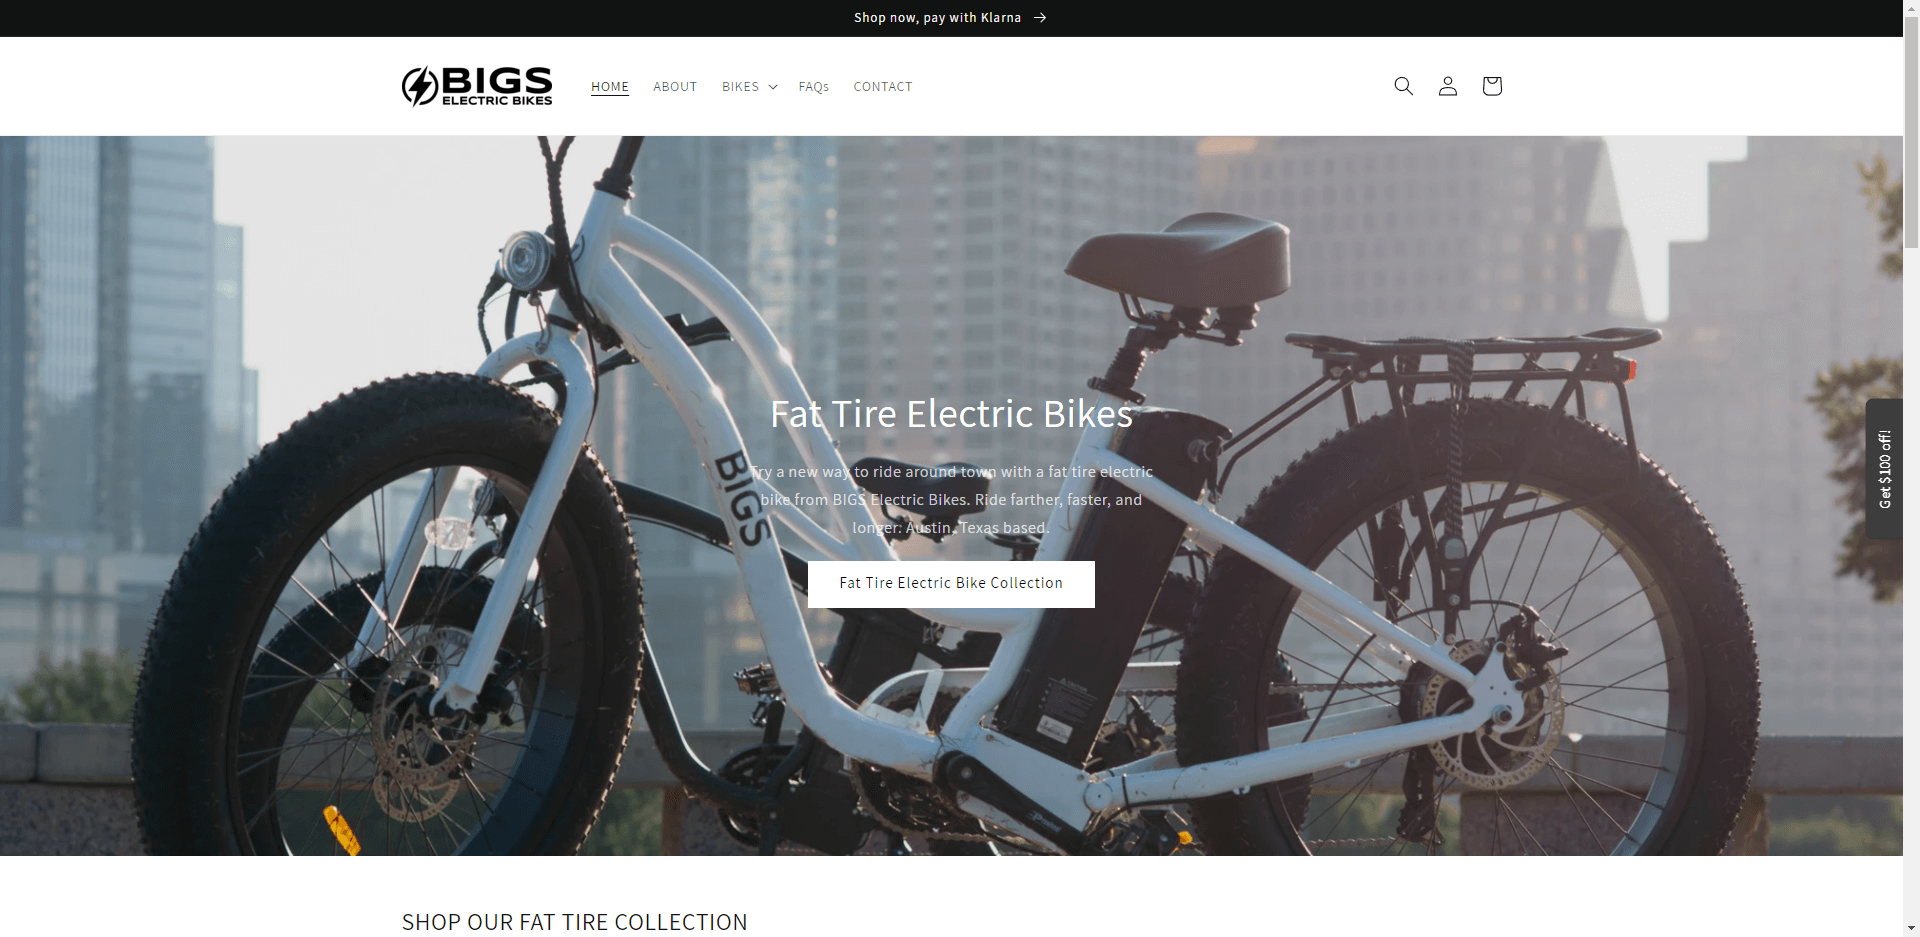 Shop now, pay with Klarna
BIGS
ELECTRIC BIKES
HOME
ABOUT
BIKES
FAQs
CONTACT
Fat Tire Electric Bikes
Try a new way to ride around town with a fat tire electric
bike from BIGS Electric Bikes. Ride farther, faster, and
longer. Austin, Texas based.
Fat Tire Electric Bike Collection
BIGS
Get $100 off!
SHOP OUR FAT TIRE COLLECTION